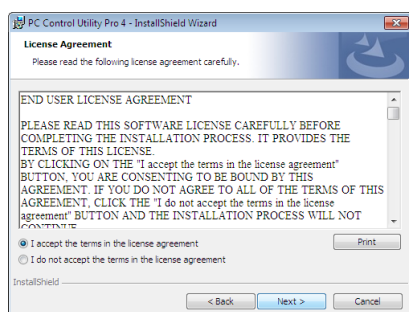 PC Control Utility Pro 4 - InstallShield Wizard
License Agreement
Please read the following license agreement carefully.
END USER LICENSE AGREEMENT
PLEASE READ THIS SOFTWARE LICENSE CAREFULLY BEFORE
COMPLETING THE INSTALLATION PROCESS. IT PROVIDES THE
TERMS OF THIS LICENSE.
BY CLICKING ON THE "I accept the terms in the license agreement"
BUTTON, YOU ARE CONSENTING TO BE BOUND BY THIS
AGREEMENT. IF YOU DO NOT AGREE TO ALL OF THE TERMS OF THIS
AGREEMENT, CLICK THE "I do not accept the terms in the license
agreement" BUTTON AND THE INSTALLATION PROCESS WILL NOT
CONTINUE.
I accept the terms in the license agreement
Print
I do not accept the terms in the license agreement
InstallShield
< Back
Next >
Cancel